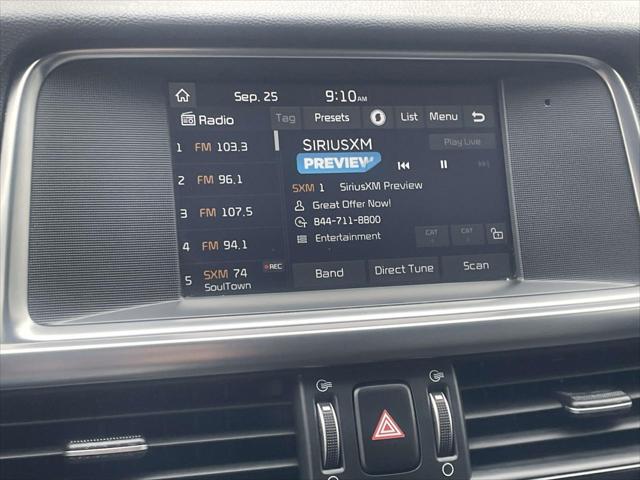 Sep. 25 9:10 AM
Radio Tag Presets List Menu
1 FM 103.3
2 FM 96.1
3 FM 107.5
4 FM 94.1
5 SXM 74 REC
SoulTown
SIRIUSXM
PREVIEW
Play Live
SXM 1 SiriusXM Preview
Great Offer Now!
844-711-8800
Entertainment
CAT CAT
Band Direct Tune Scan